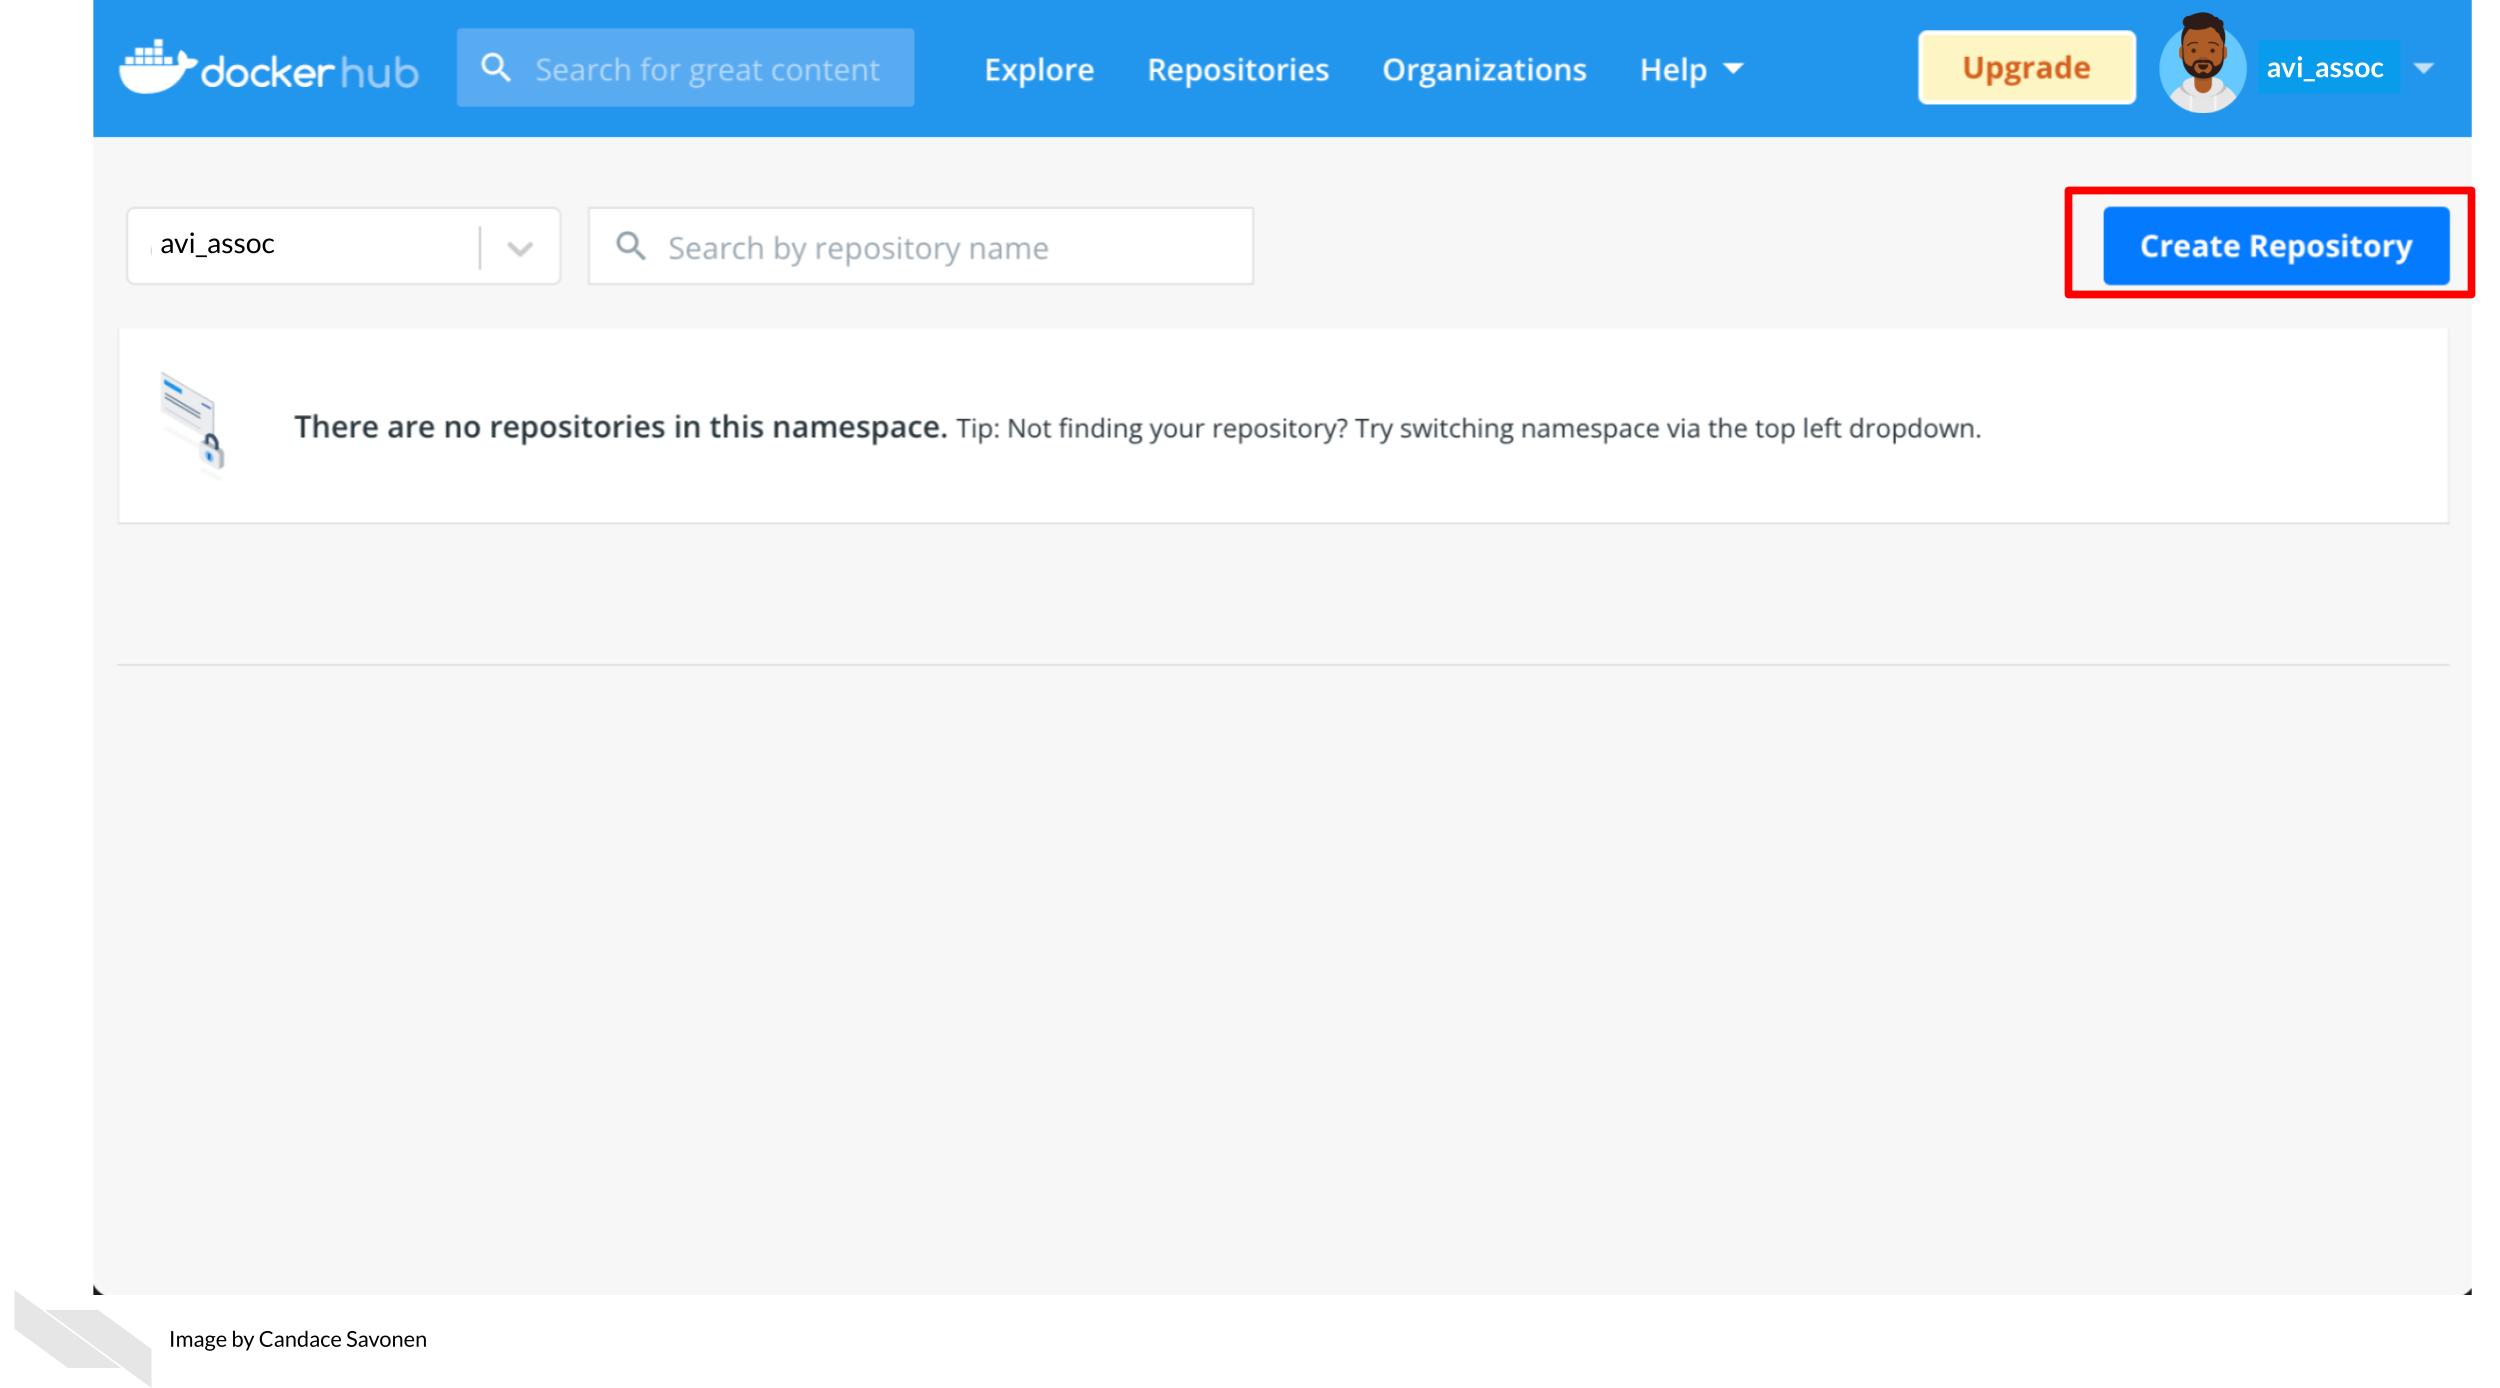 dockerhub Search for great content Explore Repositories Organizations Help Upgrade avi_assoc
avi_assoc Search by repository name Create Repository
There are no repositories in this namespace. Tip: Not finding your repository? Try switching namespace via the top left dropdown.
Image by Candace Savonen